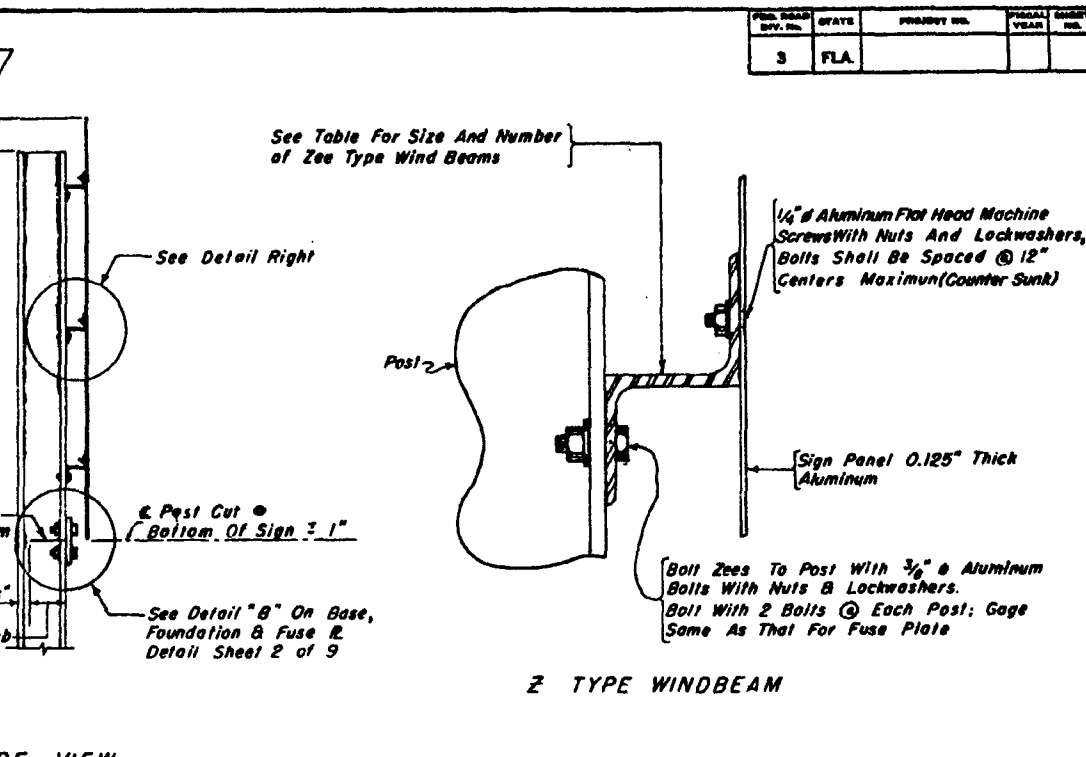 FED. ROAD DIV. No. STATE PROJECT NO. FISCAL YEAR SHEET NO.
3 FLA.
See Table For Size And Number
of Zee Type Wind Beams
1/4" ø Aluminum Flat Head Machine
Screws With Nuts And Lockwashers,
Bolts Shall Be Spaced @ 12"
Centers Maximun (Counter Sunk)
See Detail Right
Post
Sign Panel 0.125" Thick
Aluminum
℄ Post Cut @
Bottom Of Sign ± 1"
Bolt Zees To Post With 3/8" ø Aluminum
Bolts With Nuts & Lockwashers.
Bolt With 2 Bolts @ Each Post; Gage
Same As That For Fuse Plate
See Detail "B" On Base,
Foundation & Fuse ℞
Detail Sheet 2 of 9
Z TYPE WINDBEAM
VIEW